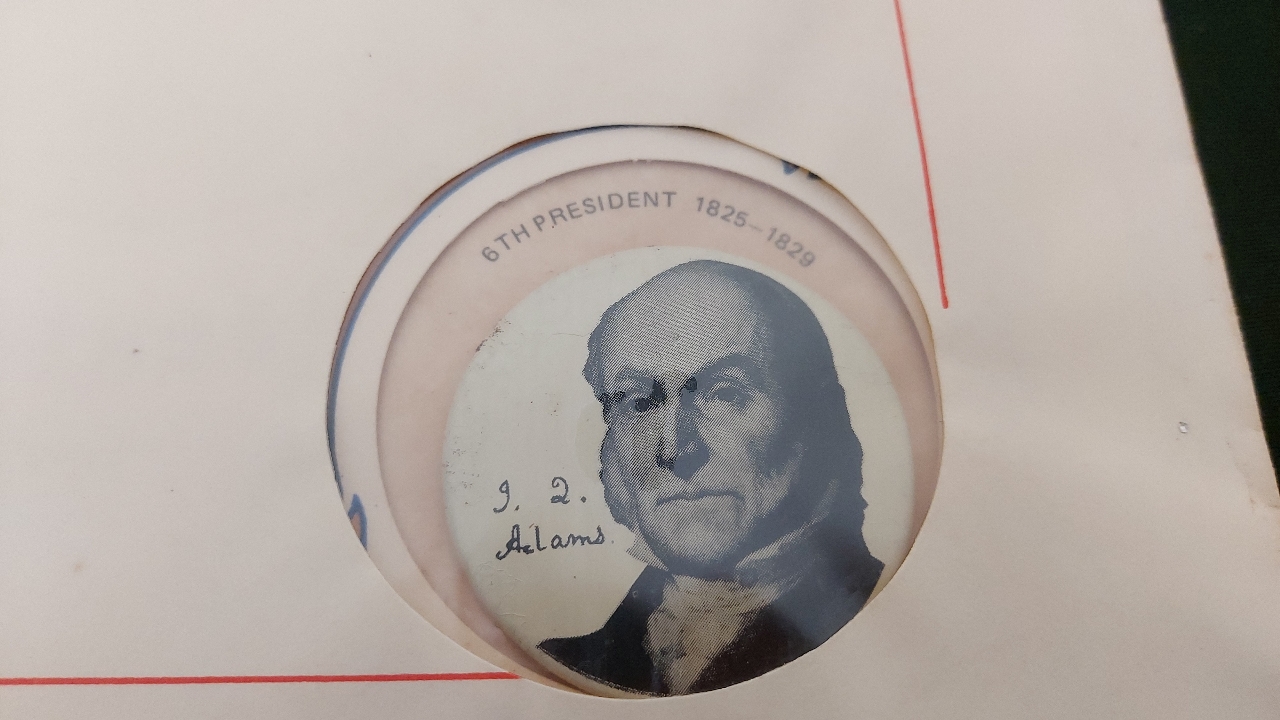 6TH PRESIDENT 1825-1829
J. Q.
Adams.